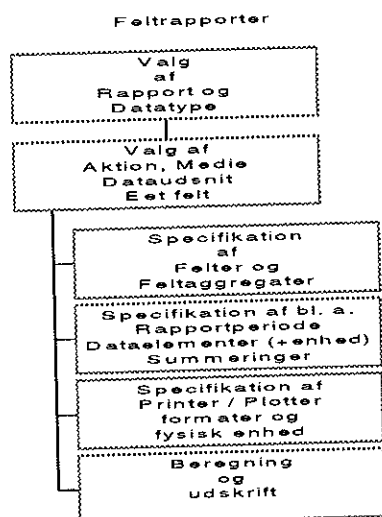 Feltrapporter
Valg
af
Rapport og
Datatype
Valg af
Aktion, Medie
Dataudsnit
Eet felt
Specifikation
af
Felter og
Feltaggregater
Specifikation af bl. a.
Rapportperiode
Dataelementer (+enhed)
Summeringer
Specifikation af
Printer / Plotter
formater og
fysisk enhed
Beregning
og
udskrift